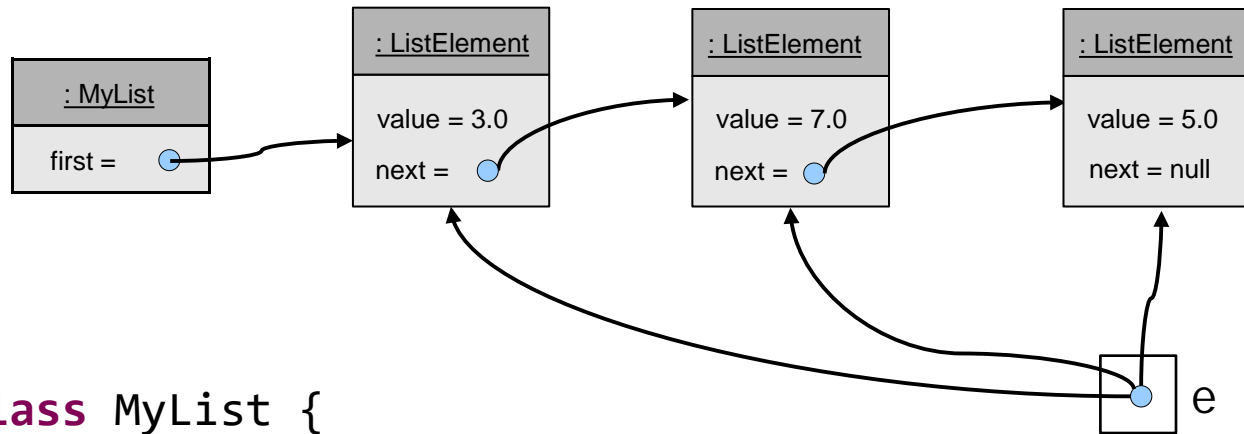 : MyList
first =
: ListElement
value = 3.0
next =
: ListElement
value = 7.0
next =
: ListElement
value = 5.0
next = null
e
lass MyList {